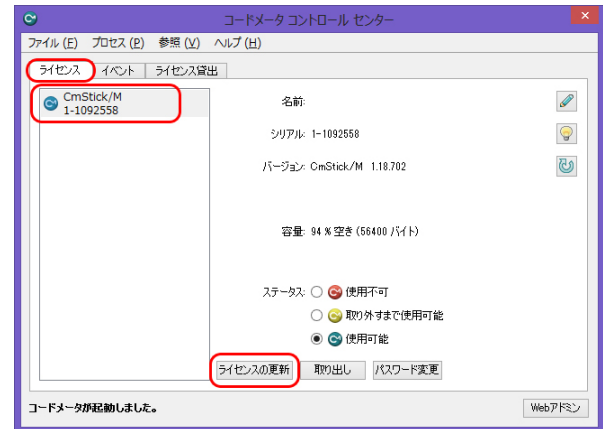 コードメータ コントロール センター
ファイル (F) プロセス (P) 参照 (V) ヘルプ (H)
ライセンス イベント ライセンス貸出
CmStick/M
1-1092558
名前:
シリアル: 1-1092558
バージョン: CmStick/M 1.18.702
容量: 94 % 空き (56400 バイト)
ステータス: 使用不可
取り外すまで使用可能
使用可能
ライセンスの更新 取り出し パスワード変更
コードメータが起動しました。 Webアドミン